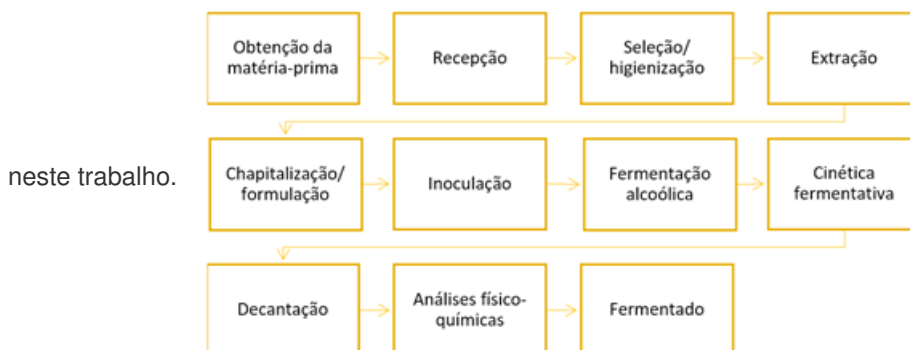 Obtenção da
matéria-prima
Recepção
Seleção/
higienização
Extração
neste trabalho.
Chapitalização/
formulação
Inoculação
Fermentação
alcoólica
Cinética
fermentativa
Decantação
Análises físico-
químicas
Fermentado